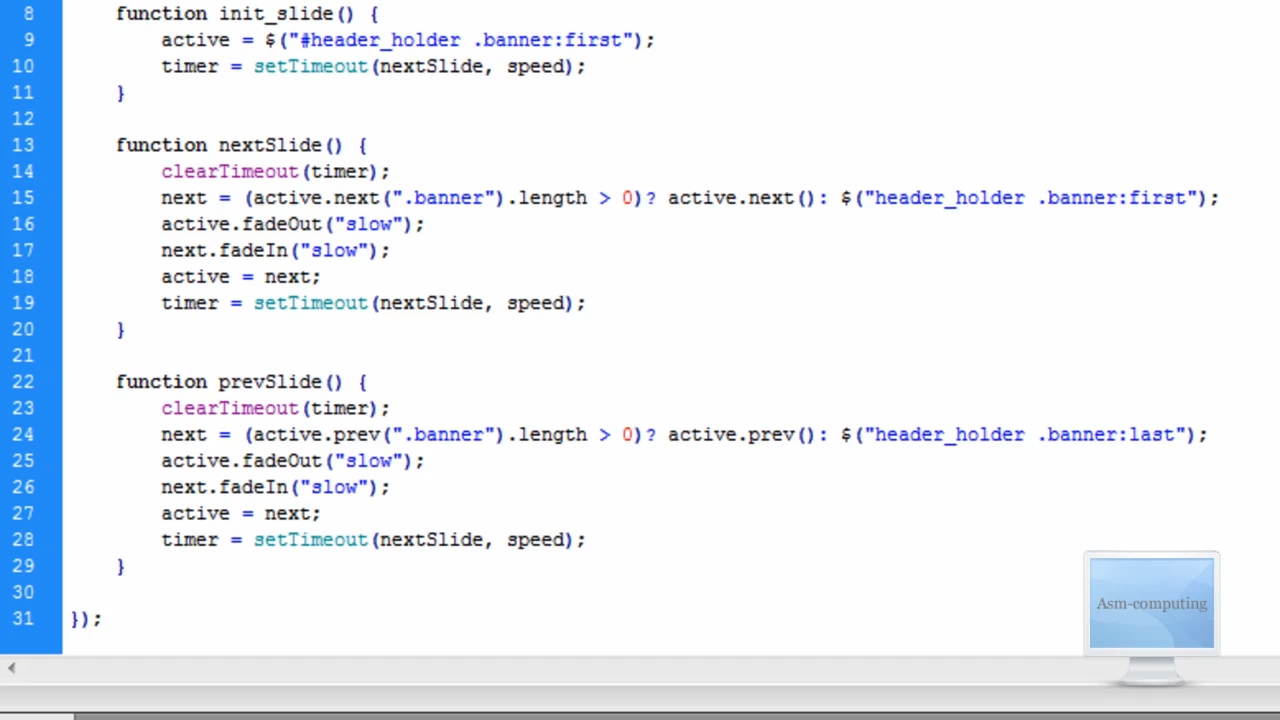 8 function init_slide() {
9 active = $("#header_holder .banner:first");
10 timer = setTimeout(nextSlide, speed);
11 }
12
13 function nextSlide() {
14 clearTimeout(timer);
15 next = (active.next(".banner").length > 0)? active.next(): $("header_holder .banner:first");
16 active.fadeOut("slow");
17 next.fadeIn("slow");
18 active = next;
19 timer = setTimeout(nextSlide, speed);
20 }
21
22 function prevSlide() {
23 clearTimeout(timer);
24 next = (active.prev(".banner").length > 0)? active.prev(): $("header_holder .banner:last");
25 active.fadeOut("slow");
26 next.fadeIn("slow");
27 active = next;
28 timer = setTimeout(nextSlide, speed);
29 }
30
31 });
Asm-computing